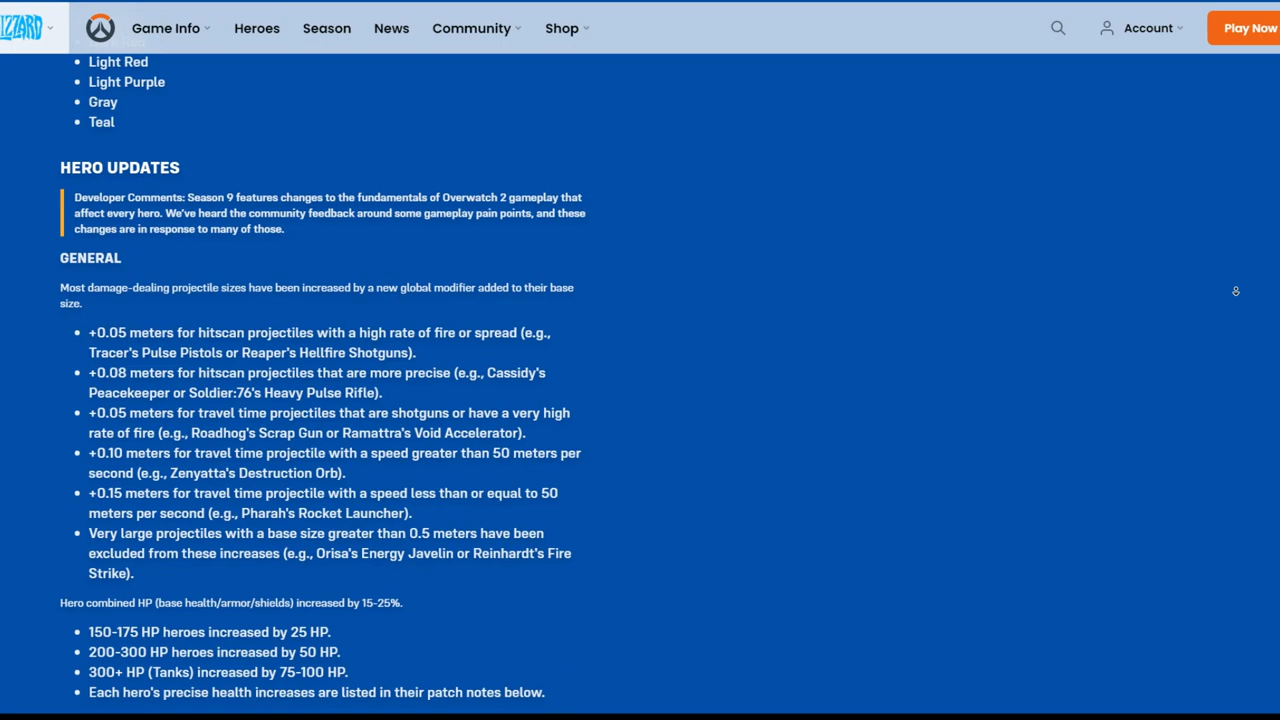 IZZARD
Game Info
Heroes
Season
News
Community
Shop
Account
Play Now
Light Red
Light Purple
Gray
Teal
HERO UPDATES
Developer Comments: Season 9 features changes to the fundamentals of Overwatch 2 gameplay that
affect every hero. We've heard the community feedback around some gameplay pain points, and these
changes are in response to many of those.
GENERAL
Most damage-dealing projectile sizes have been increased by a new global modifier added to their base
size.
+0.05 meters for hitscan projectiles with a high rate of fire or spread (e.g.,
Tracer's Pulse Pistols or Reaper's Hellfire Shotguns).
+0.08 meters for hitscan projectiles that are more precise (e.g., Cassidy's
Peacekeeper or Soldier:76's Heavy Pulse Rifle).
+0.05 meters for travel time projectiles that are shotguns or have a very high
rate of fire (e.g., Roadhog's Scrap Gun or Ramattra's Void Accelerator).
+0.10 meters for travel time projectile with a speed greater than 50 meters per
second (e.g., Zenyatta's Destruction Orb).
+0.15 meters for travel time projectile with a speed less than or equal to 50
meters per second (e.g., Pharah's Rocket Launcher).
Very large projectiles with a base size greater than 0.5 meters have been
excluded from these increases (e.g., Orisa's Energy Javelin or Reinhardt's Fire
Strike).
Hero combined HP (base health/armor/shields) increased by 15-25%.
150-175 HP heroes increased by 25 HP.
200-300 HP heroes increased by 50 HP.
300+ HP (Tanks) increased by 75-100 HP.
Each hero's precise health increases are listed in their patch notes below.